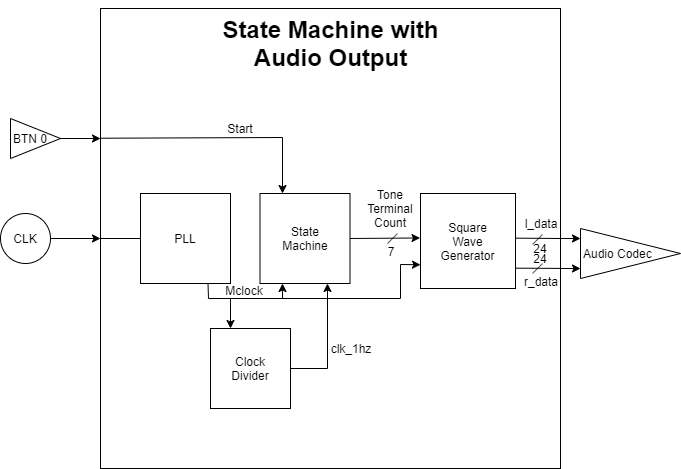 State Machine with
Audio Output
BTN 0
Start
CLK
PLL
State
Machine
Tone
Terminal
Count
7
Square
Wave
Generator
l_data
24
24
r_data
Audio Codec
Mclock
clk_1hz
Clock
Divider